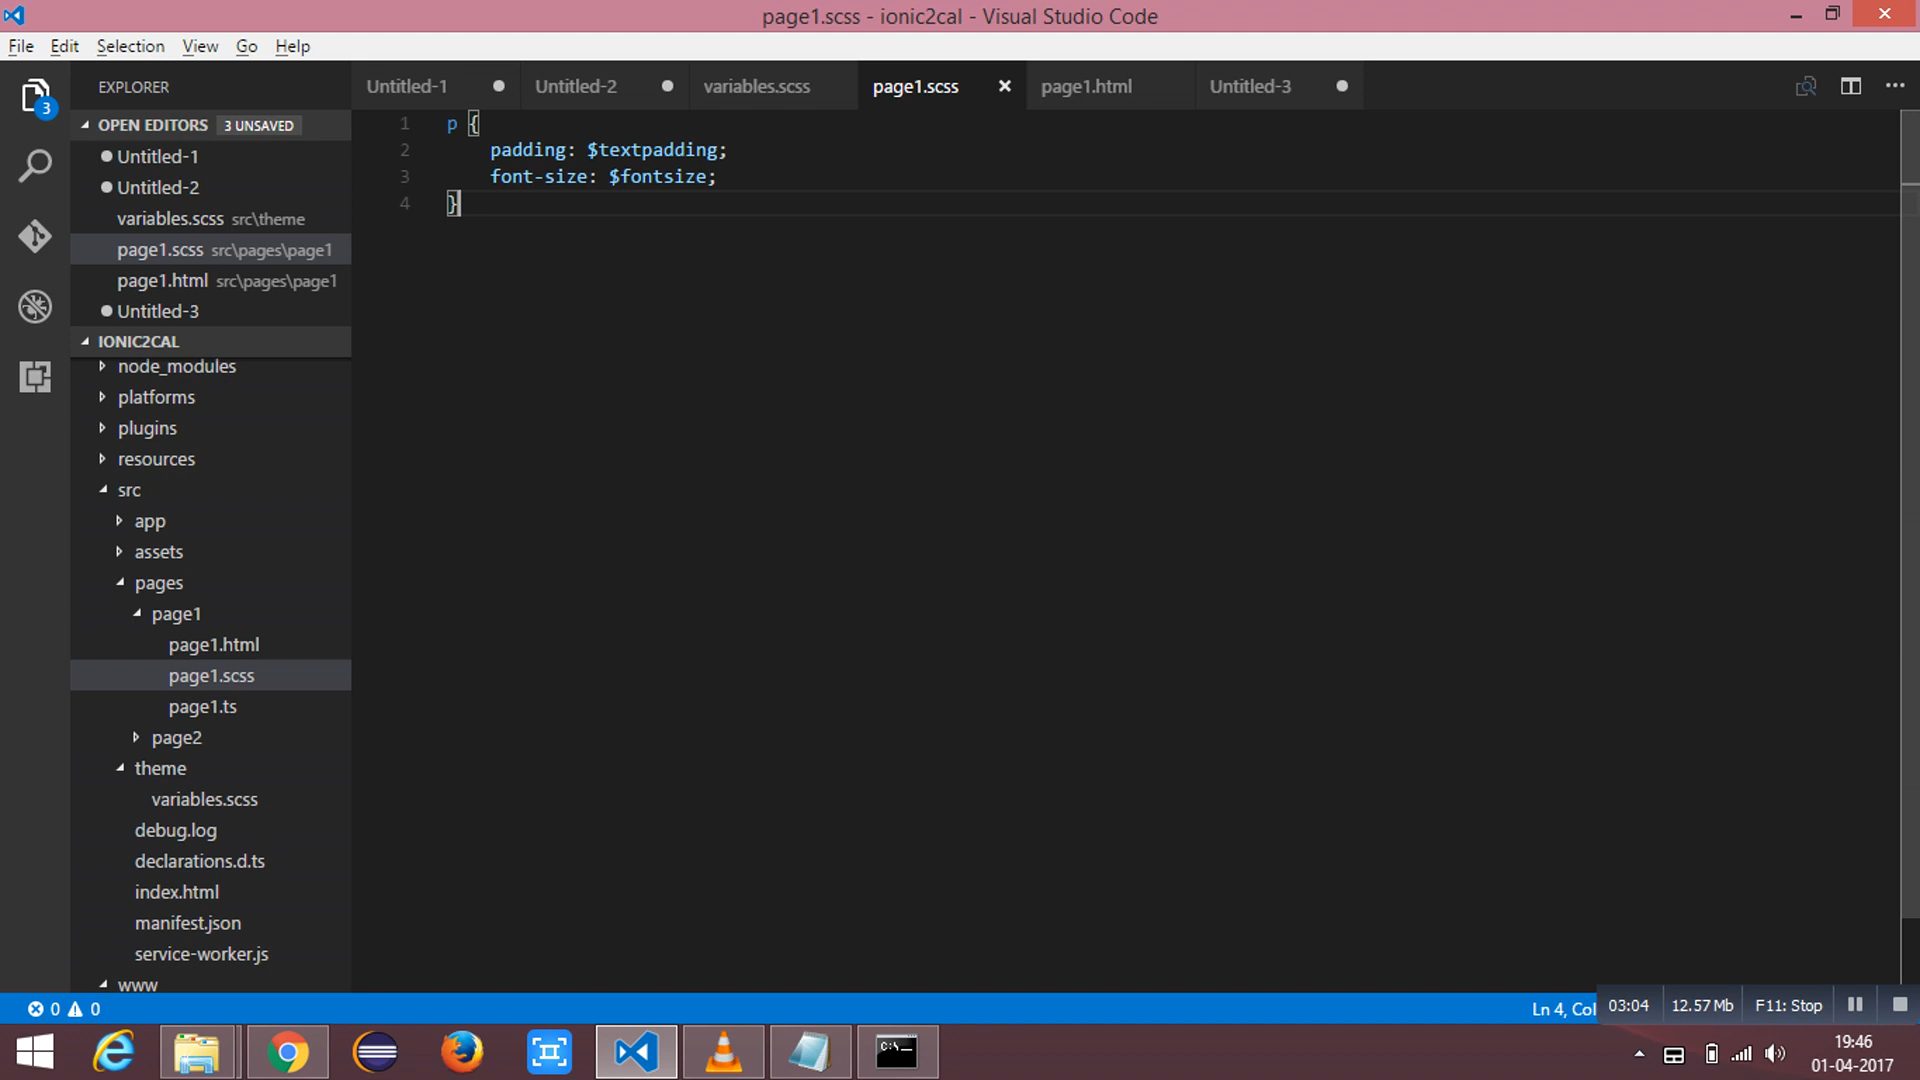 page1.scss - ionic2cal - Visual Studio Code
File Edit Selection View Go Help
EXPLORER
Untitled-1 Untitled-2 variables.scss page1.scss page1.html Untitled-3
3
OPEN EDITORS 3 UNSAVED
Untitled-1
Untitled-2
variables.scss src\theme
page1.scss src\pages\page1
page1.html src\pages\page1
Untitled-3
IONIC2CAL
node_modules
platforms
plugins
resources
src
app
assets
pages
page1
page1.html
page1.scss
page1.ts
page2
theme
variables.scss
debug.log
declarations.d.ts
index.html
manifest.json
service-worker.js
www
1 p {
2 padding: $textpadding;
3 font-size: $fontsize;
4 }
0 0
Ln 4, Col
03:04 12.57 Mb F11: Stop
C:\
19:46
01-04-2017